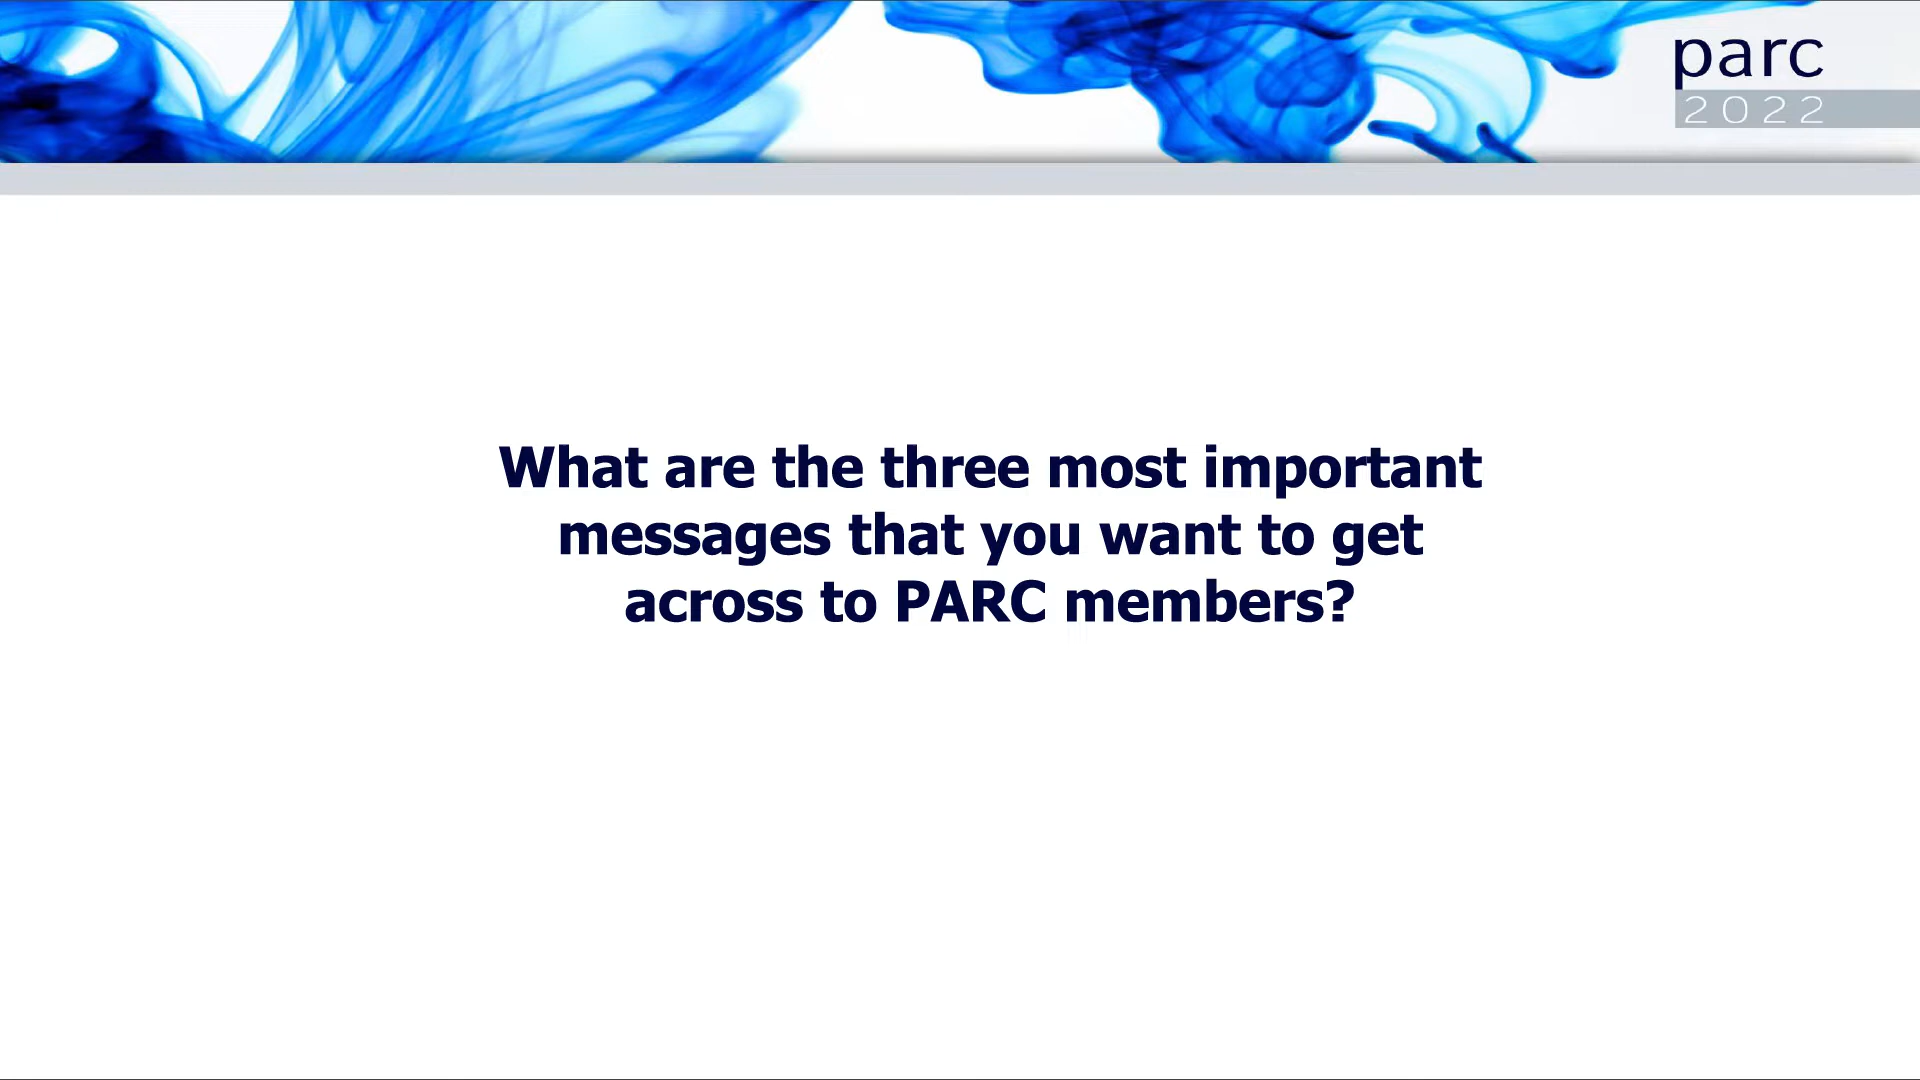 parc
2022
What are the three most important
messages that you want to get
across to PARC members?